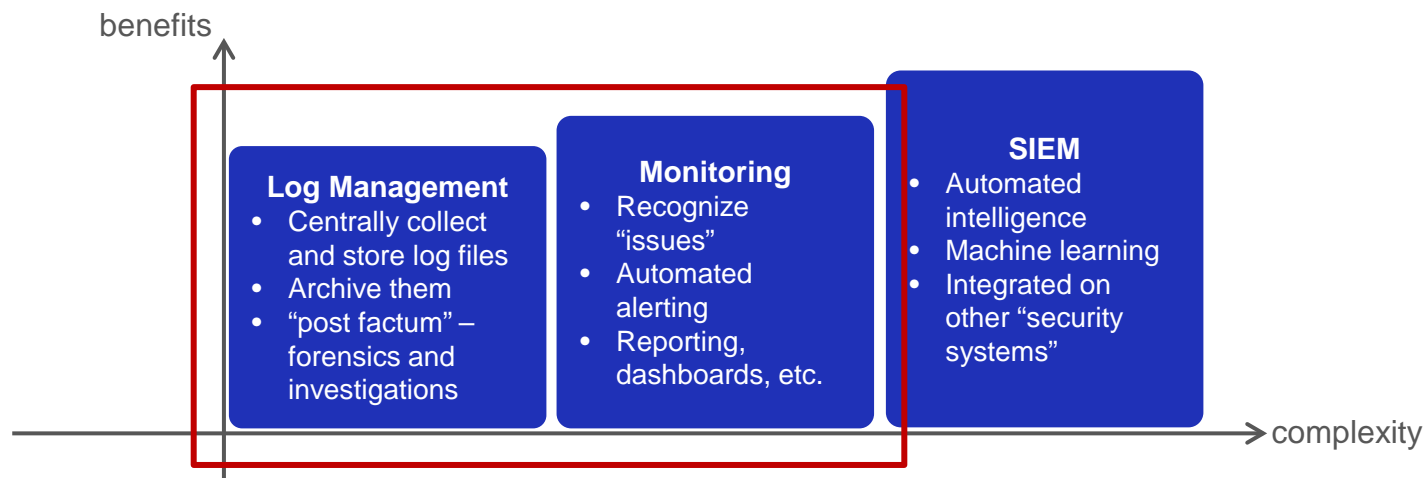 benefits
Log Management
• Centrally collect
and store log files
• Archive them
• “post factum” –
forensics and
investigations
Monitoring
• Recognize
“issues”
• Automated
alerting
• Reporting,
dashboards, etc.
SIEM
• Automated
intelligence
• Machine learning
• Integrated on
other “security
systems”
complexity